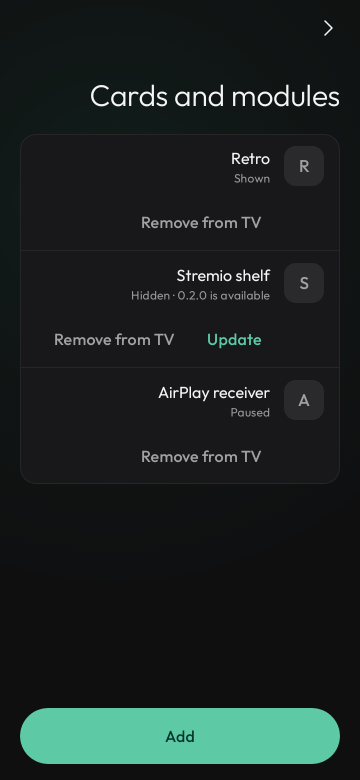 Cards and modules
Retro
R
Shown
Remove from TV
Stremio shelf
S
Hidden · 0.2.0 is available
Remove from TV
Update
AirPlay receiver
A
Paused
Remove from TV
Add